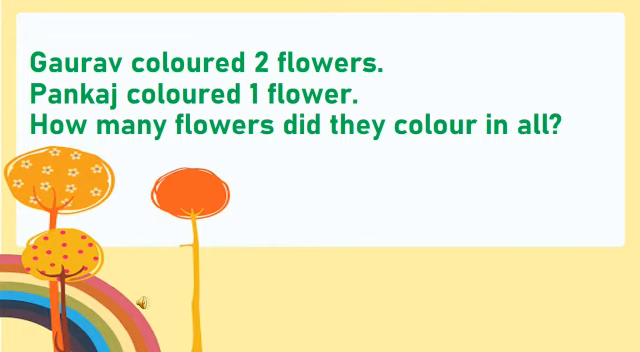 Gaurav coloured 2 flowers.
Pankaj coloured 1 flower.
How many flowers did they colour in all?